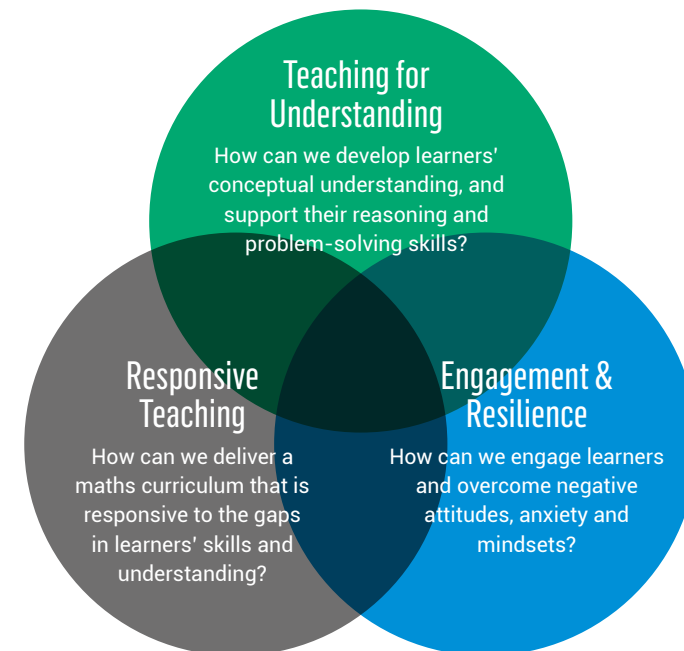 Teaching for
Understanding
How can we develop learners'
conceptual understanding, and
support their reasoning and
problem-solving skills?
Responsive
Teaching
How can we deliver a
maths curriculum that is
responsive to the gaps
in learners' skills and
understanding?
Engagement &
Resilience
How can we engage learners
and overcome negative
attitudes, anxiety and
mindsets?